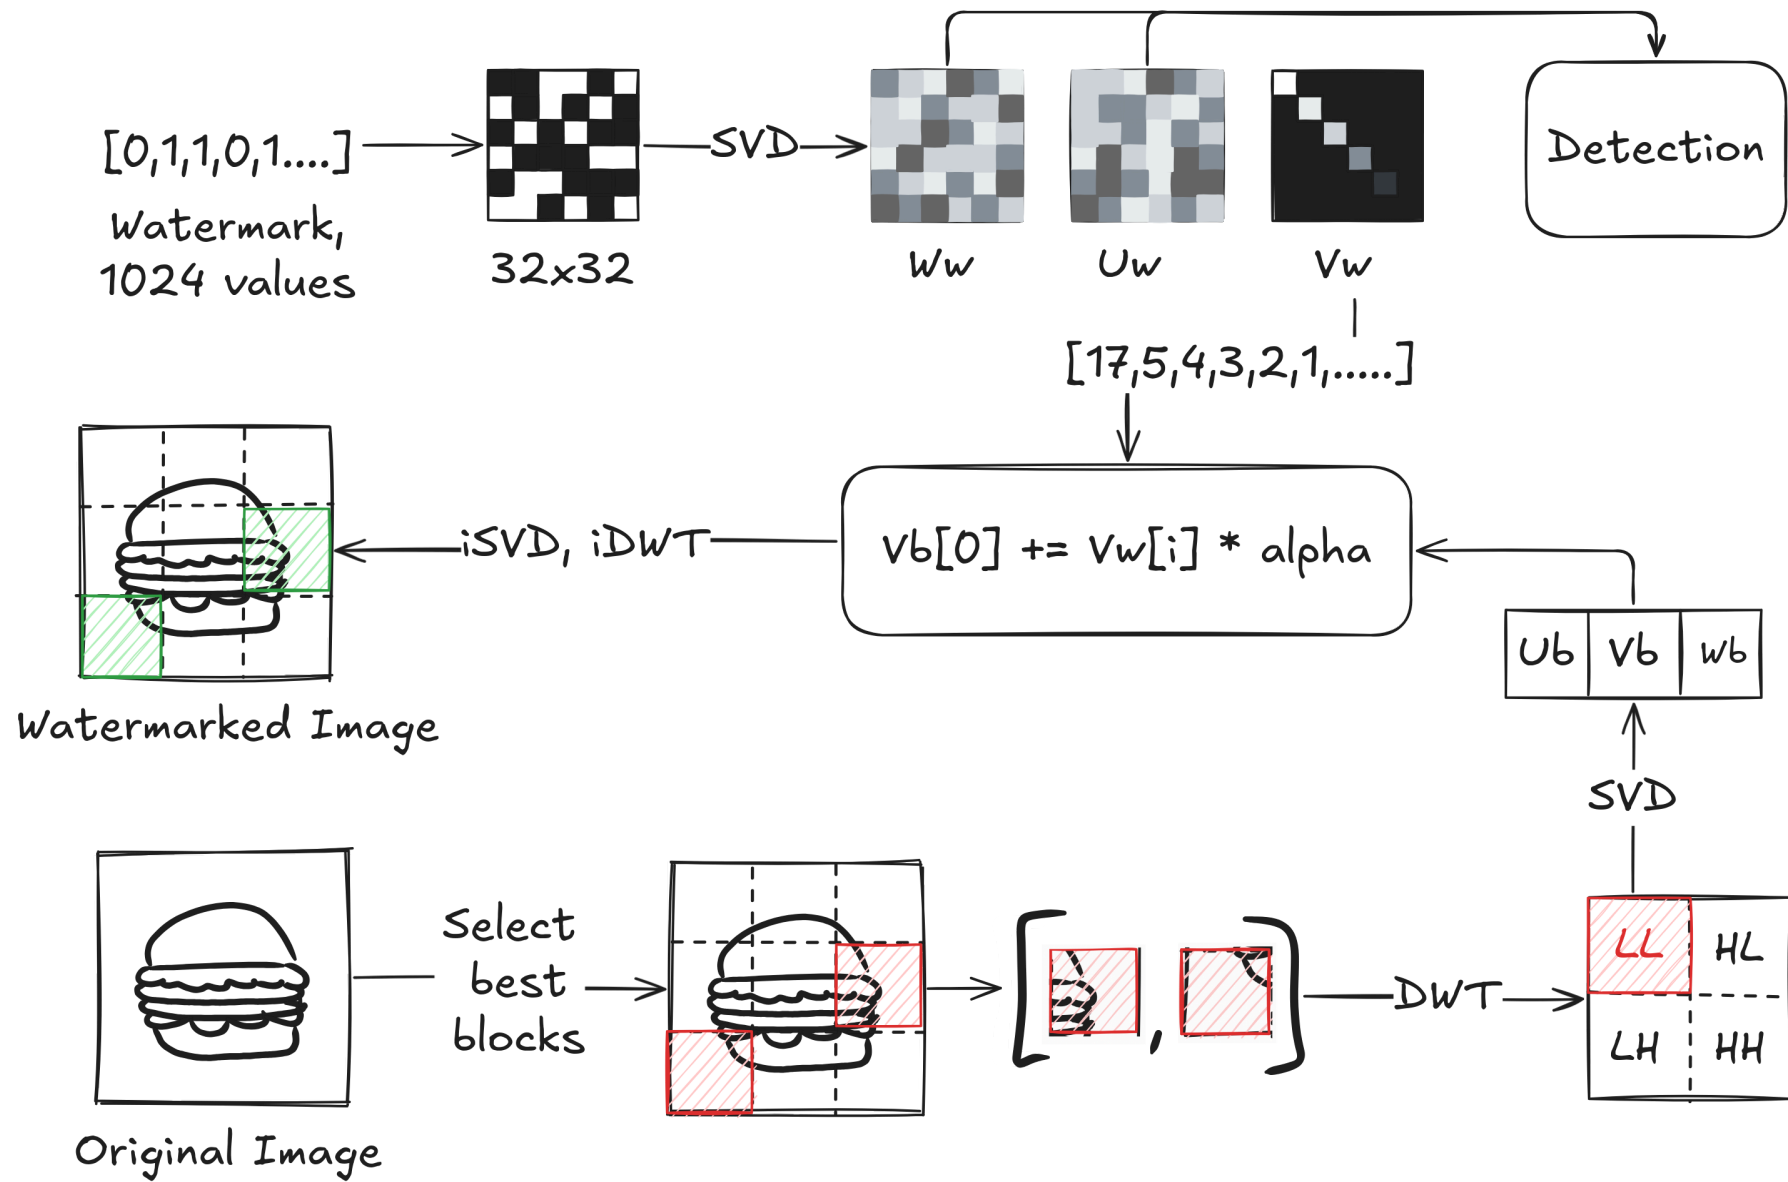 [0,1,1,0,1....]
Watermark,
1024 values
32x32
SVD
Ww
Uw
Vw
Detection
[17,5,4,3,2,1,.....]
Vb[0] += Vw[i] * alpha
iSVD, iDWT
Watermarked Image
Ub
Vb
Wb
SVD
Original Image
Select
best
blocks
,
DWT
LL
HL
LH
HH